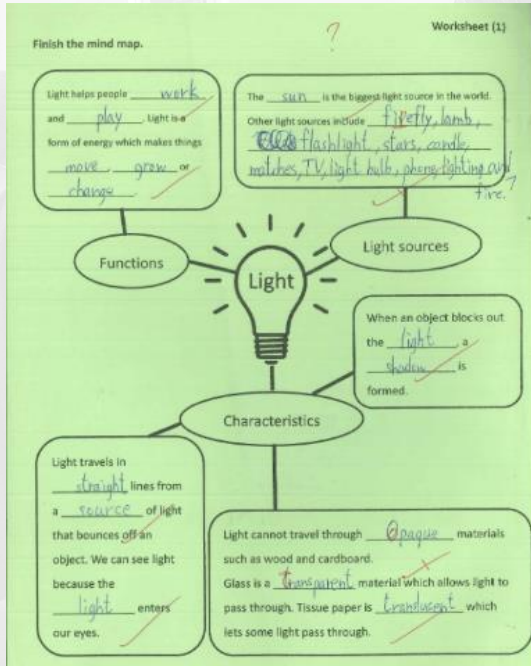 Worksheet (1)
?
Finish the mind map.
Light helps people work
and play. Light is a
form of energy which makes things
move, grow or
change.
The sun is the biggest light source in the world.
Other light sources include firefly, lamb,
flashlight, stars, candle,
matches, TV, light bulb, phone, lighting and
fire.?
Functions
Light
Light sources
When an object blocks out
the light, a
shadow is
formed.
Characteristics
Light travels in
straight lines from
a source of light
that bounces off an
object. We can see light
because the
light enters
our eyes.
Light cannot travel through Opaque materials
such as wood and cardboard.
Glass is a transparent material which allows light to
pass through. Tissue paper is translucent which
lets some light pass through.